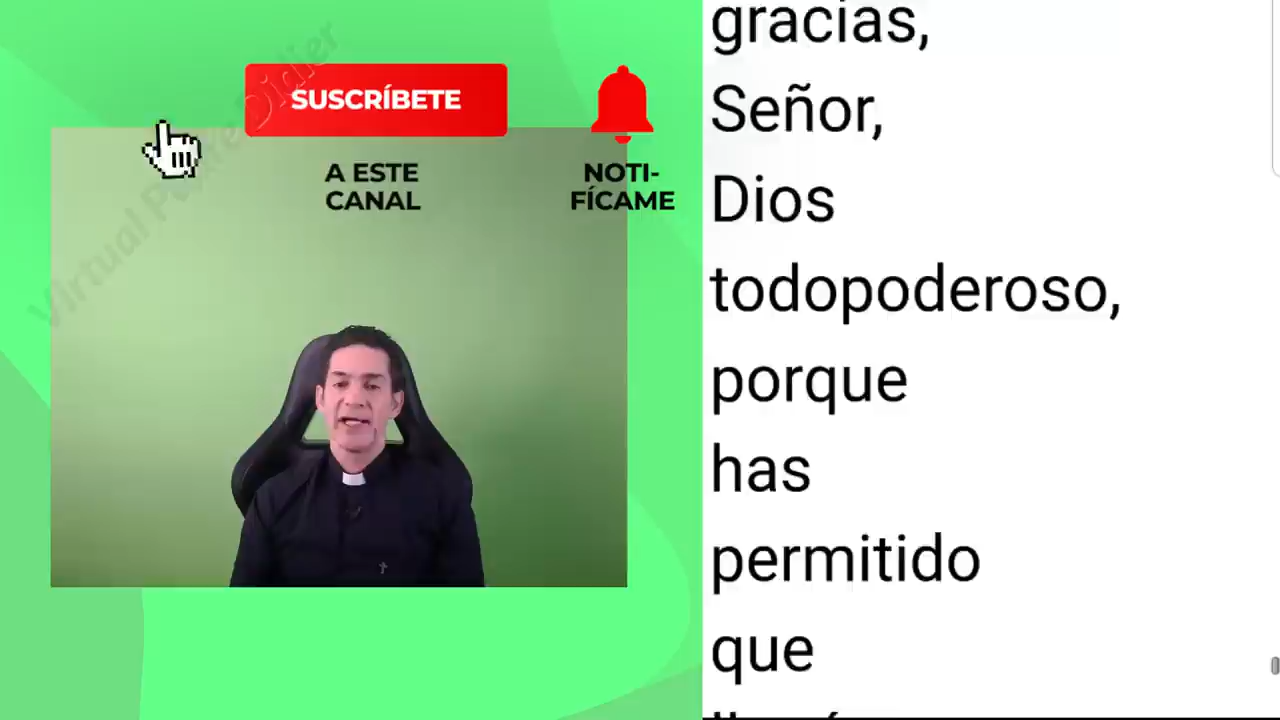 SUSCRÍBETE
A ESTE
CANAL
NOTI-
FÍCAME
gracias,
Señor,
Dios
todopoderoso,
porque
has
permitido
que